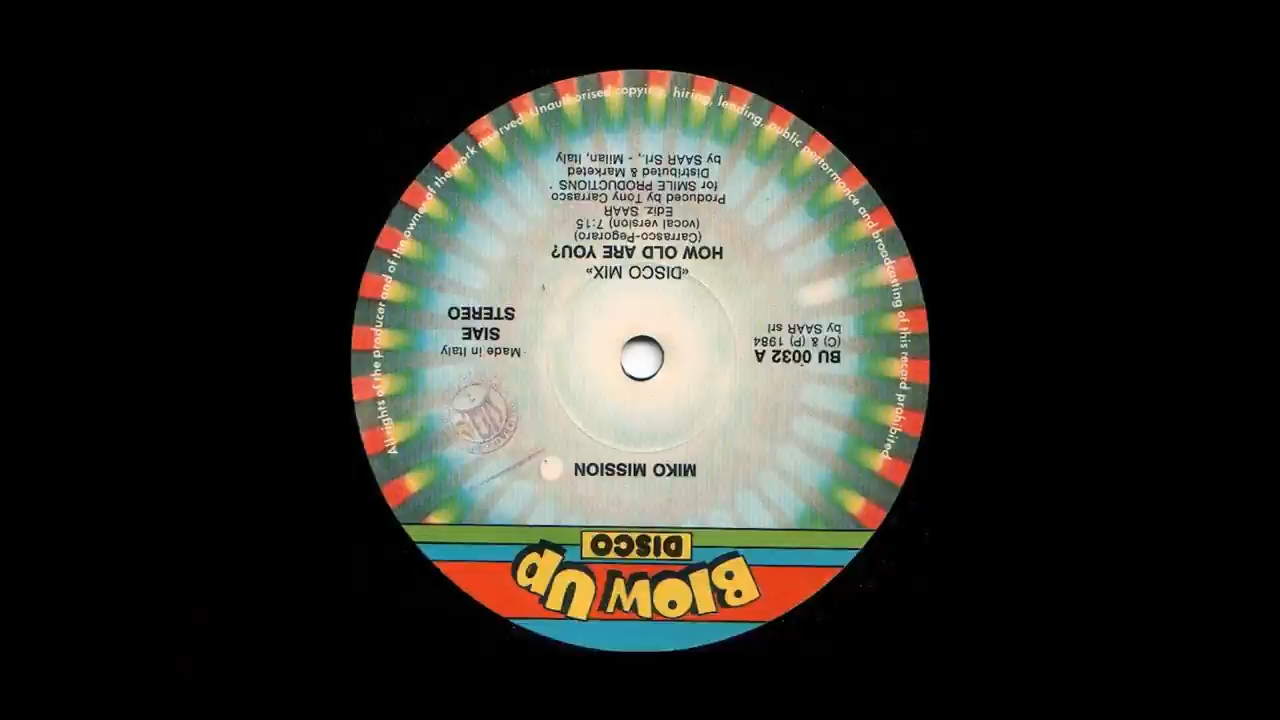 Blow Up
DISCO
MIKO MISSION
BU 0032 A
(C) & (P) 1984
by SAAR srl
Made in Italy
SIAE
STEREO
«DISCO MIX»
HOW OLD ARE YOU?
(Carrasco-Pegoraro)
(vocal version) 7:15
Ediz. SAAR
Produced by Tony Carrasco
for SMILE PRODUCTIONS
Distributed & Marketed
by SAAR Srl., - Milan, Italy
All rights of the producer and of the owner of the work reserved. Unauthorised copying, hiring, lending, public performance and broadcasting of this record prohibited